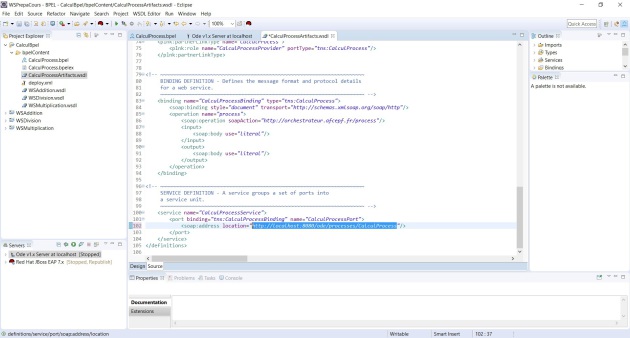 WSPrepaCours - BPEL - CalculBpel/bpelContent/CalculProcessArtifacts.wsdl - Eclipse
File Edit Source Refactor Navigate Search Project WSDL Editor Run Window Help
100%
Quick Access
Project Explorer
CalculBpel
bpelContent
CalculProcess.bpel
CalculProcess.bpelex
CalculProcessArtifacts.wsdl
deploy.xml
WSAddition.wsdl
WSDivision.wsdl
WSMultiplication.wsdl
WSAddition
WSDivision
WSMultiplication
Servers
Ode v1.x Server at localhost [Stopped]
Red Hat JBoss EAP 7.x [Stopped, Republish]
CalculProcess.bpel
Ode v1.x Server at localhost
*CalculProcessArtifacts.wsdl
74 <plnk:partnerLinkType name="CalculProcess">
75 <plnk:role name="CalculProcessProvider" portType="tns:CalculProcess"/>
76 </plnk:partnerLinkType>
77
78
79 <!--
80 BINDING DEFINITION - Defines the message format and protocol details
81 for a web service.
82 -->
83 <binding name="CalculProcessBinding" type="tns:CalculProcess">
84 <soap:binding style="document" transport="http://schemas.xmlsoap.org/soap/http"/>
85 <operation name="process">
86 <soap:operation soapAction="http://orchestrateur.afcepf.fr/process"/>
87 <input>
88 <soap:body use="literal"/>
89 </input>
90 <output>
91 <soap:body use="literal"/>
92 </output>
93 </operation>
94 </binding>
95
96 <!--
97 SERVICE DEFINITION - A service groups a set of ports into
98 a service unit.
99 -->
100 <service name="CalculProcessService">
101 <port binding="tns:CalculProcessBinding" name="CalculProcessPort">
102 <soap:address location="http://localhost:8080/ode/processes/CalculProcess"/>
103 </port>
104 </service>
105 </definitions>
106
Design Source
Properties Problems Tasks Console
Documentation
Extensions
Outline
Imports
Types
Services
Bindings
Palette
A palette is not available.
definitions/service/port/soap:address/location
Writable
Smart Insert
102 : 37